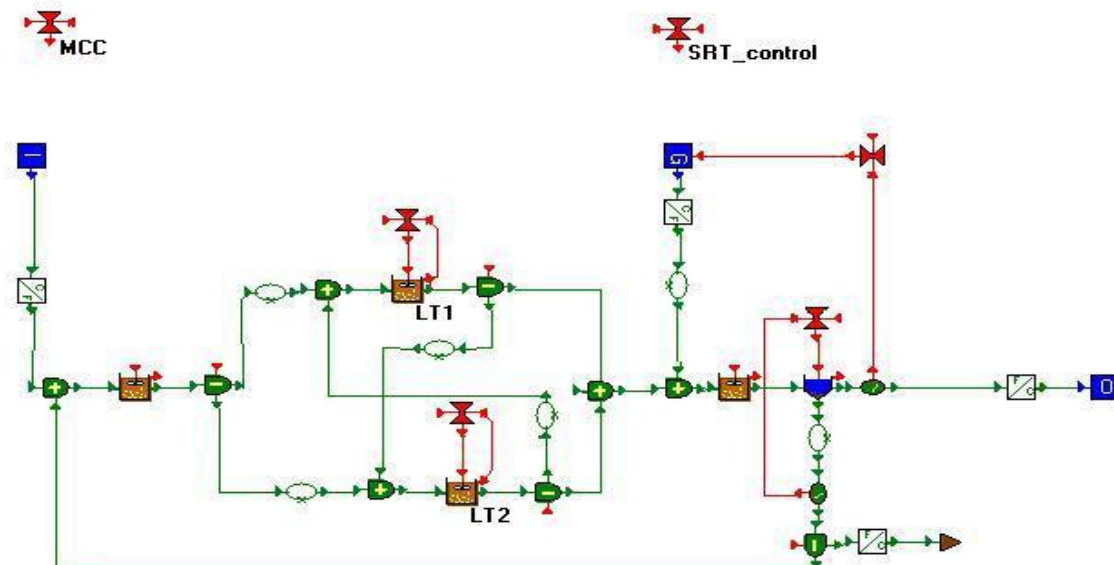 MCC
SRT_control
I
G
C/F
C/F
LT1
LT2
F/C
O
F/C